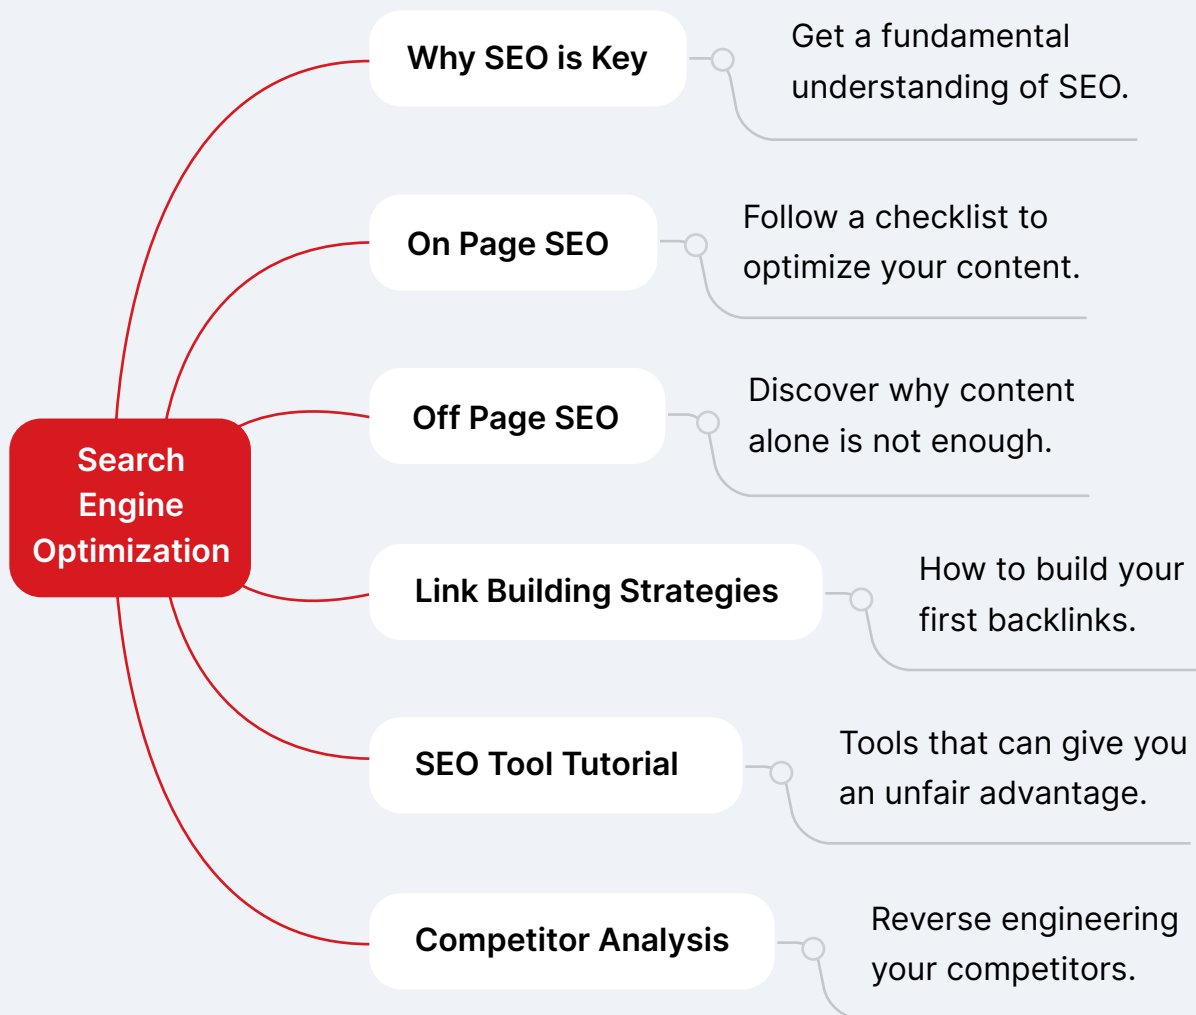 Why SEO is Key
Get a fundamental
understanding of SEO.
On Page SEO
Follow a checklist to
optimize your content.
Off Page SEO
Discover why content
alone is not enough.
Search
Engine
Optimization
Link Building Strategies
How to build your
first backlinks.
SEO Tool Tutorial
Tools that can give you
an unfair advantage.
Competitor Analysis
Reverse engineering
your competitors.